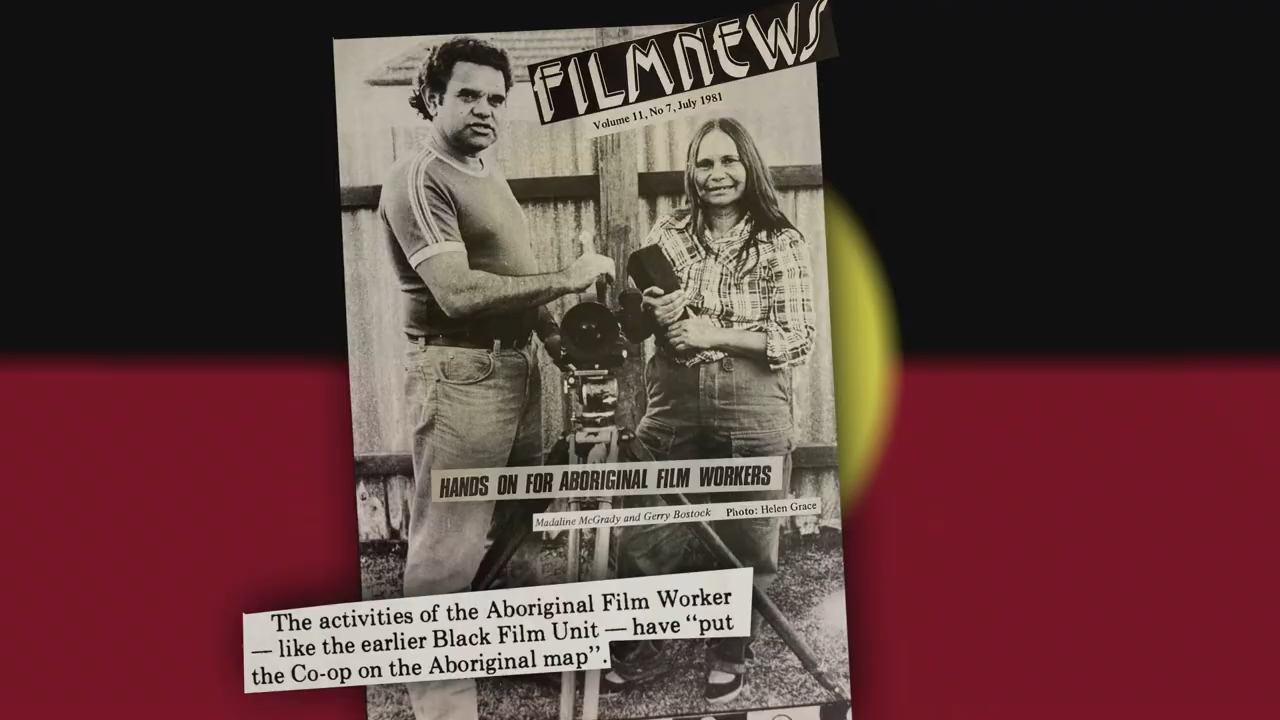 FILMNEWS
Volume 11, No 7, July 1981
HANDS ON FOR ABORIGINAL FILM WORKERS
Madaline McGrady and Gerry Bostock Photo: Helen Grace
The activities of the Aboriginal Film Worker
— like the earlier Black Film Unit — have “put
the Co-op on the Aboriginal map”.